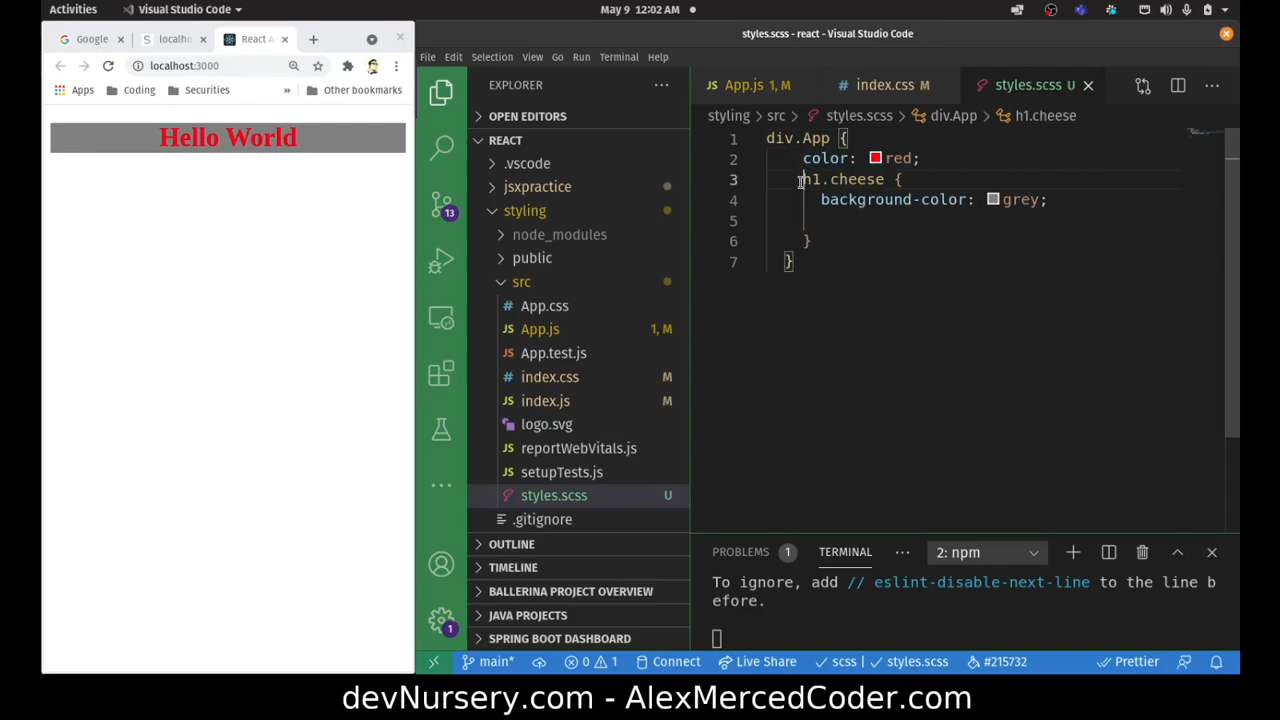 Activities Visual Studio Code May 9 12:02 AM
Google localho React A
localhost:3000
Apps Coding Securities » Other bookmarks
Hello World
styles.scss - react - Visual Studio Code
File Edit Selection View Go Run Terminal Help
EXPLORER
OPEN EDITORS
REACT
.vscode
jsxpractice
styling
node_modules
public
src
App.css
App.js 1, M
App.test.js
index.css M
index.js M
logo.svg
reportWebVitals.js
setupTests.js
styles.scss U
.gitignore
OUTLINE
TIMELINE
BALLERINA PROJECT OVERVIEW
JAVA PROJECTS
SPRING BOOT DASHBOARD
13
1
App.js 1, M index.css M styles.scss U
styling > src > styles.scss > div.App > h1.cheese
1 div.App {
2 color: red;
3 h1.cheese {
4 background-color: grey;
5
6 }
7 }
PROBLEMS 1 TERMINAL 2: npm
To ignore, add // eslint-disable-next-line to the line b
efore.
main* Connect 0 1 Live Share scss | styles.scss #215732 Prettier
devNursery.com - AlexMercedCoder.com